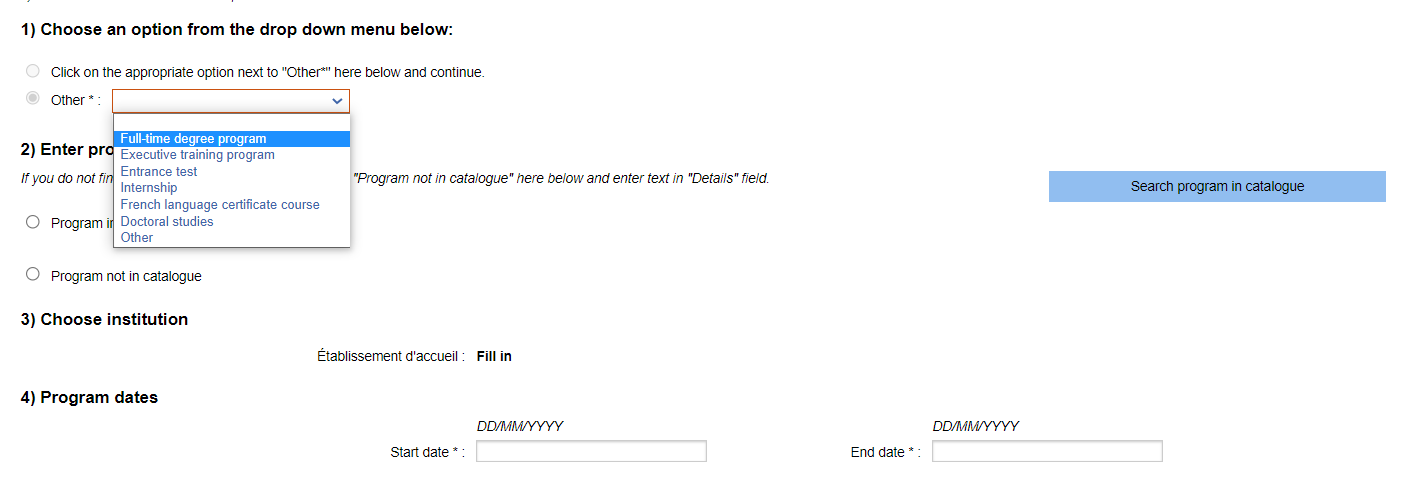 1) Choose an option from the drop down menu below:
Click on the appropriate option next to "Other*" here below and continue.
Other * :
Full-time degree program
Executive training program
Entrance test
Internship
French language certificate course
Doctoral studies
Other
2) Enter pro
If you do not fin "Program not in catalogue" here below and enter text in "Details" field.
Search program in catalogue
Program
Program not in catalogue
3) Choose institution
Établissement d'accueil : Fill in
4) Program dates
DD/MM/YYYY DD/MM/YYYY
Start date * : End date * :